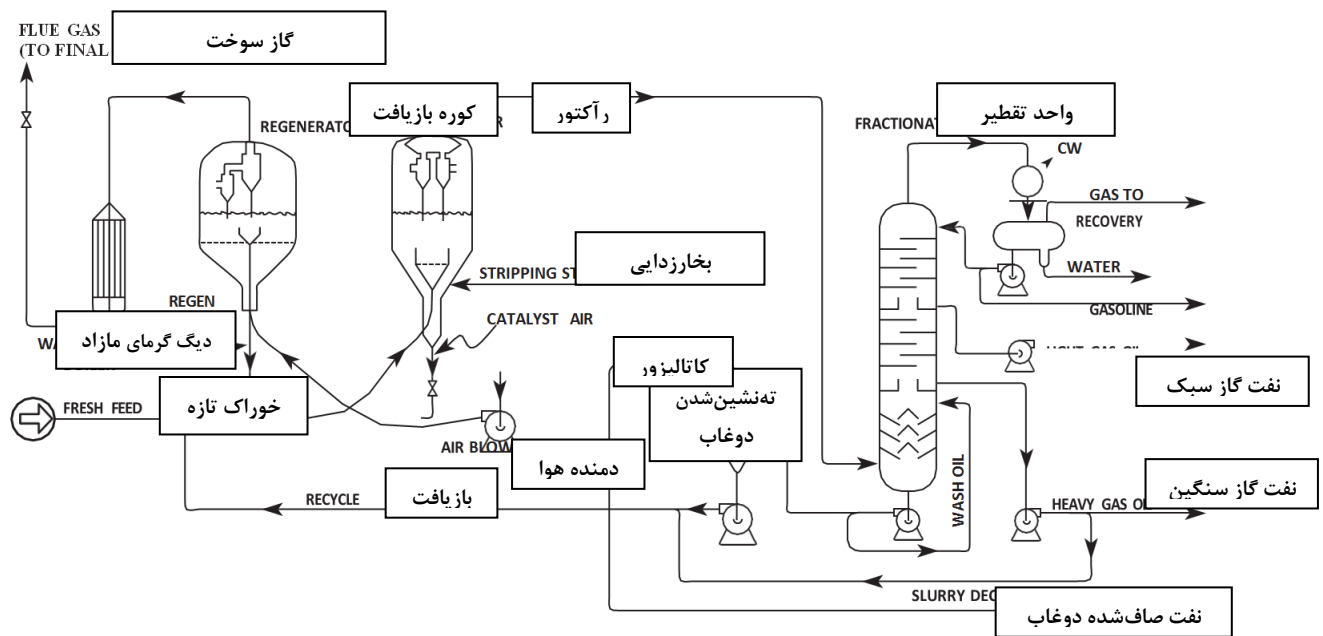 FLUE GAS
(TO FINAL
گاز سوخت
REGENERATO
کوره بازیافت
R
رآکتور
FRACTIONAT
واحد تقطیر
CW
GAS TO
RECOVERY
WATER
GASOLINE
STRIPPING ST
بخارزدایی
CATALYST AIR
REGEN
دیگ گرمای مازاد
کاتالیزور
ته‌نشین‌شدن
دوغاب
نفت گاز سبک
FRESH FEED
خوراک تازه
AIR BLOW
دمنده هوا
RECYCLE
بازیافت
WASH OIL
HEAVY GAS OI
نفت گاز سنگین
SLURRY DEC
نفت صاف‌شده دوغاب